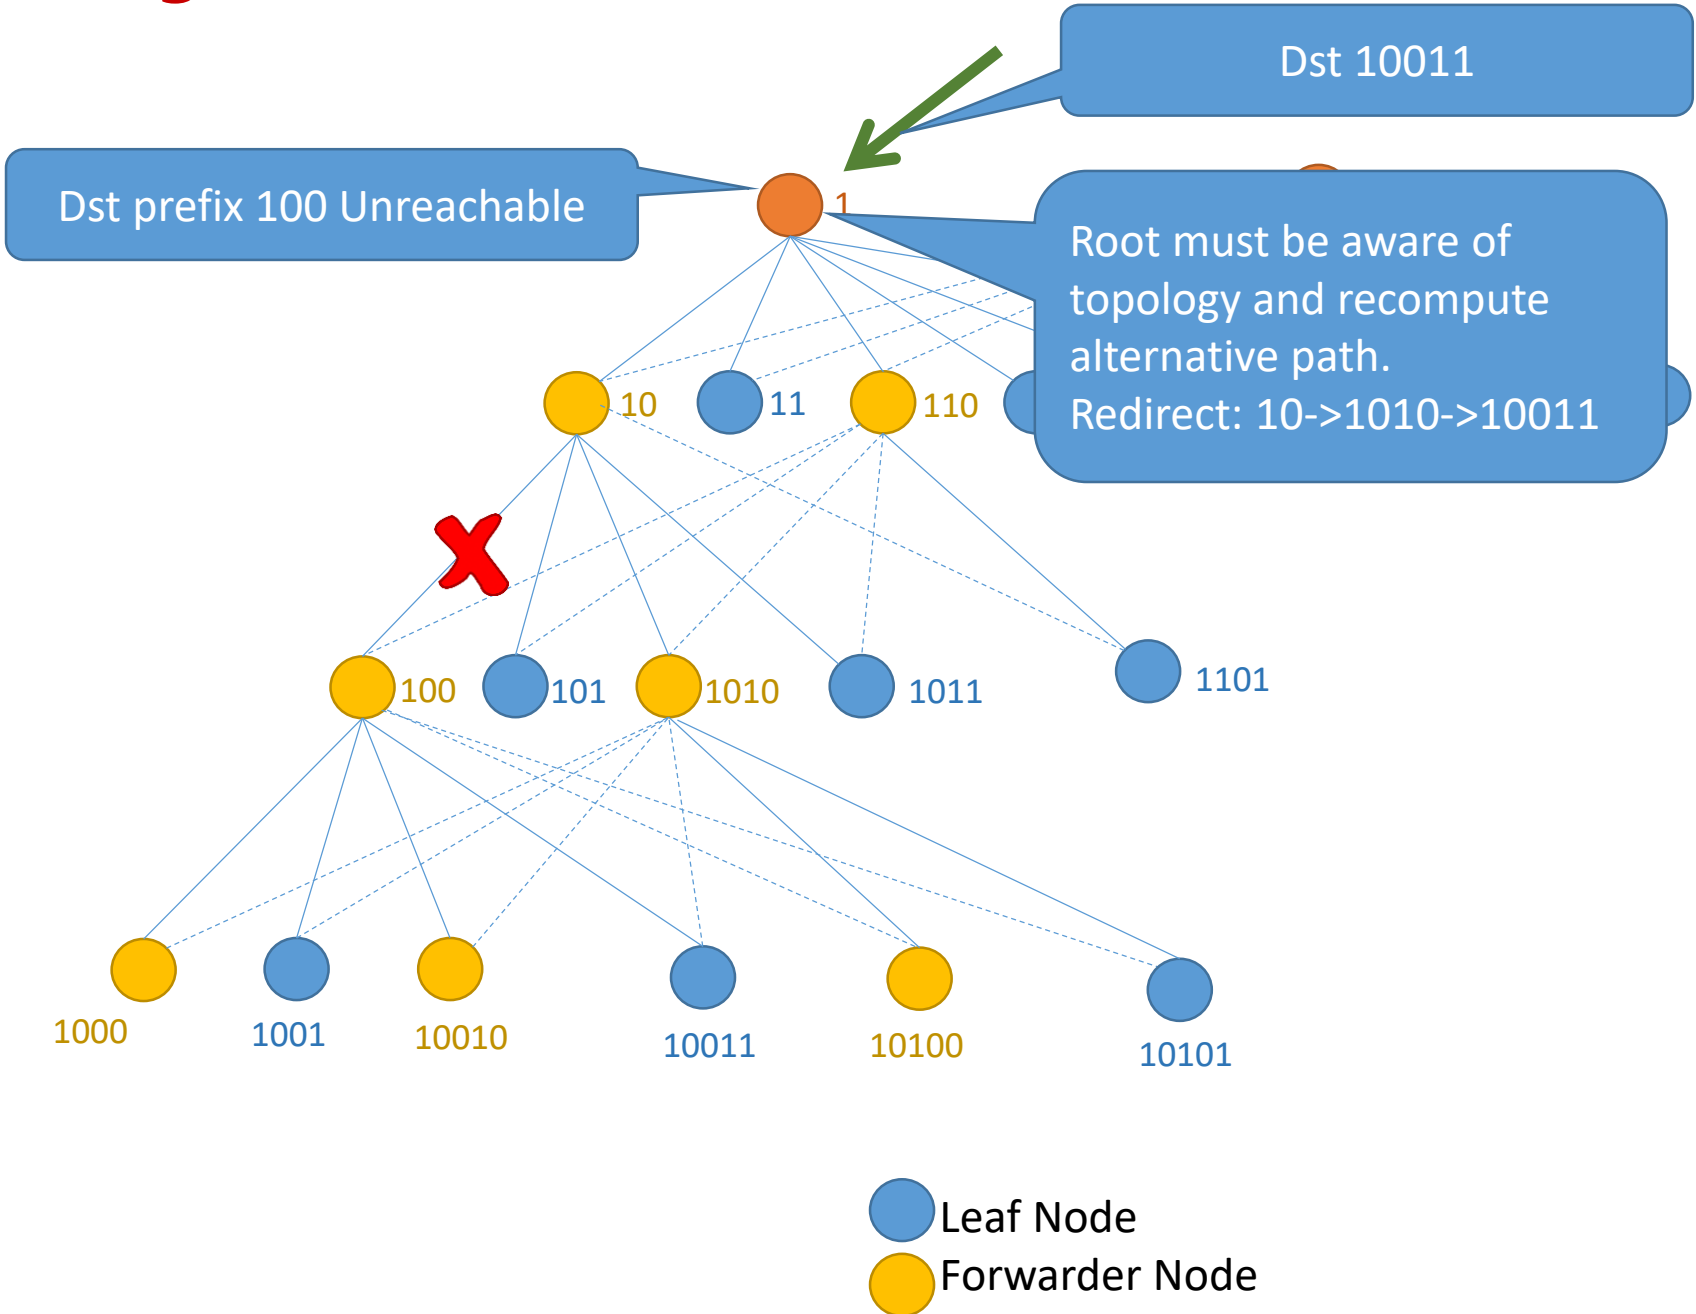 Dst 10011
Dst prefix 100 Unreachable
1
Root must be aware of
topology and recompute
alternative path.
Redirect: 10->1010->10011
10
11
110
100
101
1010
1011
1101
1000
1001
10010
10011
10100
10101
Leaf Node
Forwarder Node